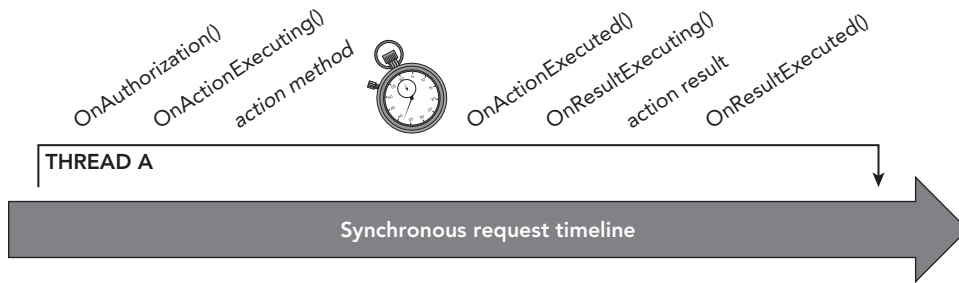 OnAuthorization()
OnActionExecuting()
action method
OnActionExecuted()
OnResultExecuting()
action result
OnResultExecuted()
THREAD A
Synchronous request timeline